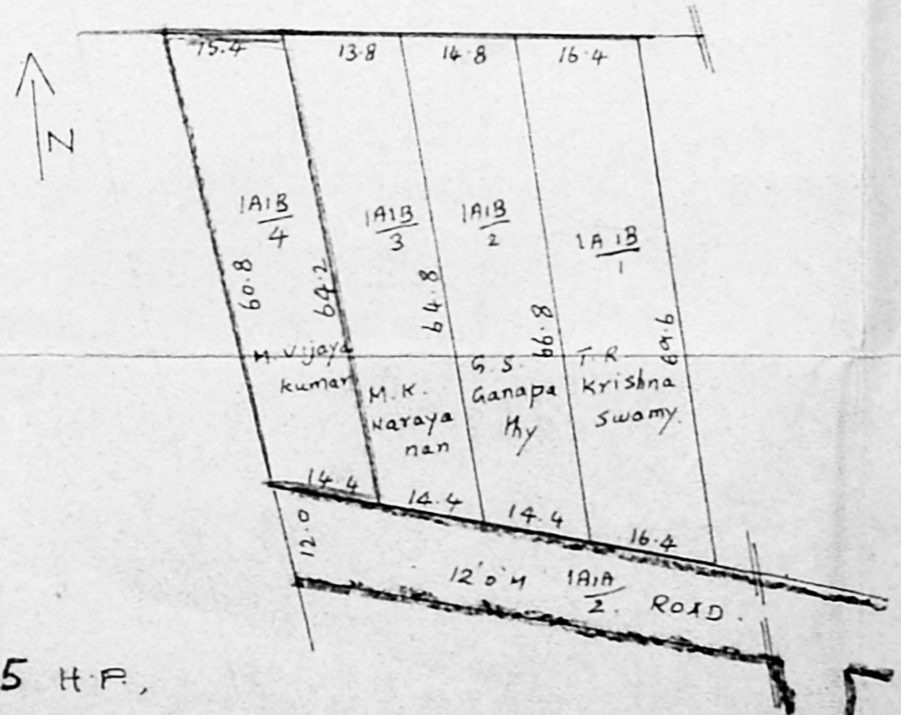 15.4 13.8 14.8 16.4
N
1A1B
4
1A1B
3
1A1B
2
1A1B
1
60.8
64.2
64.8
66.8
69.6
M. Vijaya
kumar
M. K.
Naraya
nan
G. S.
Ganapa
thy
T. R.
Krishna
Swamy.
14.4 14.4 14.4 16.4
12.0
12'0"
1A1A
2.
ROAD.
5 H.P.,